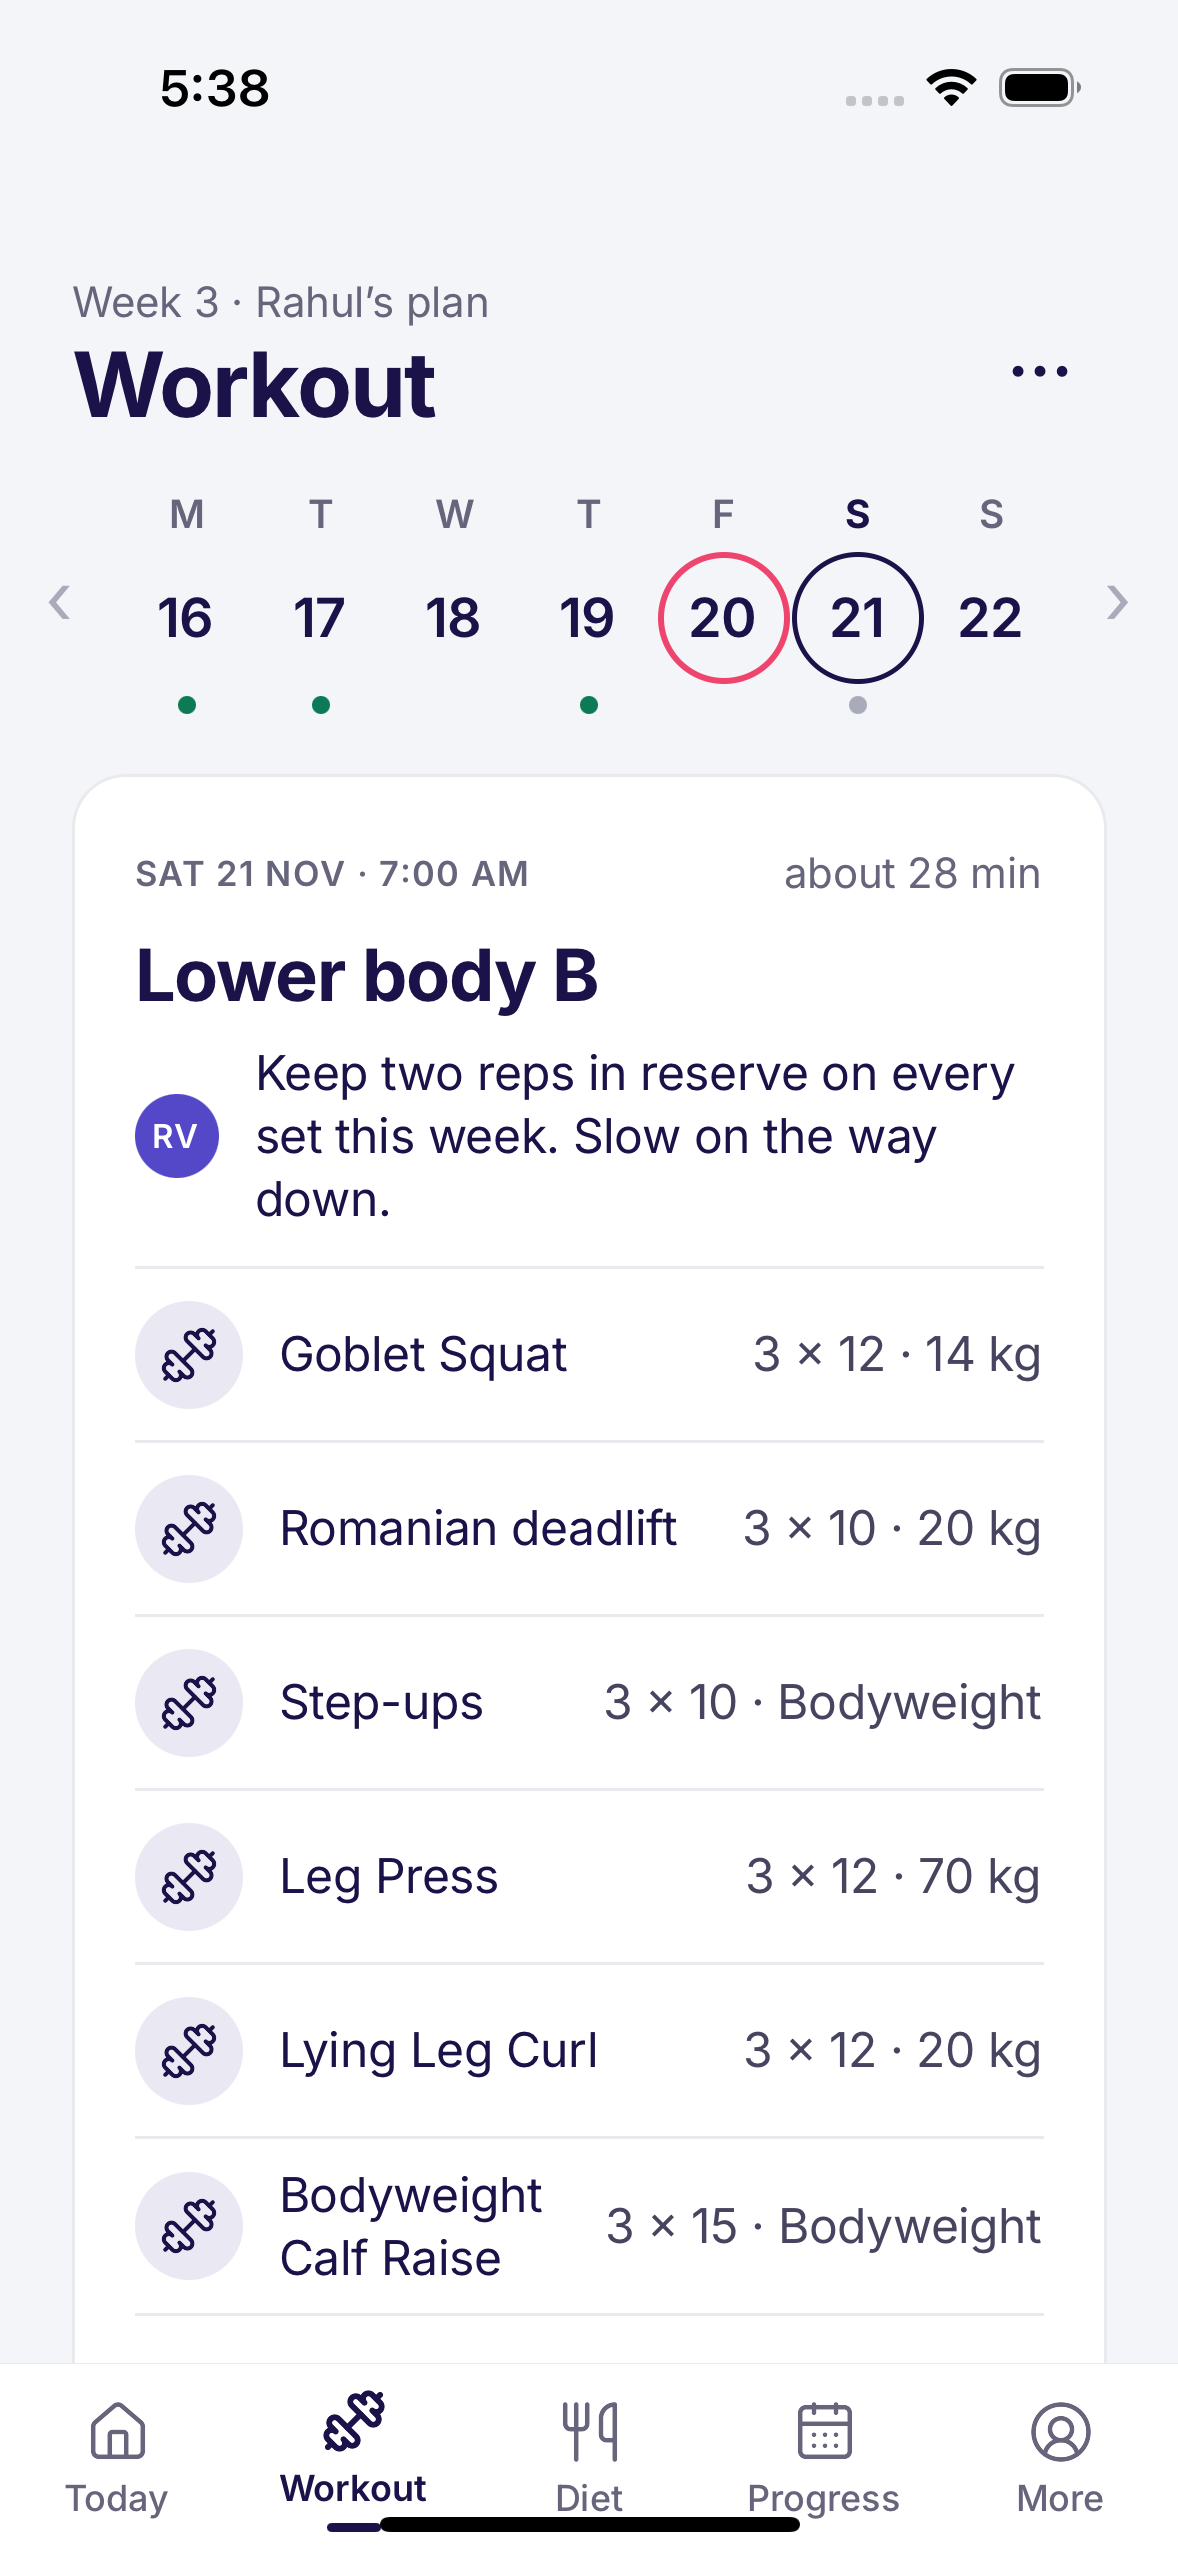 5:38
Week 3 · Rahul’s plan
Workout
M T W T F S S
16 17 18 19 20 21 22
SAT 21 NOV · 7:00 AM about 28 min
Lower body B
RV
Keep two reps in reserve on every
set this week. Slow on the way
down.
Goblet Squat 3 × 12 · 14 kg
Romanian deadlift 3 × 10 · 20 kg
Step-ups 3 × 10 · Bodyweight
Leg Press 3 × 12 · 70 kg
Lying Leg Curl 3 × 12 · 20 kg
Bodyweight
Calf Raise 3 × 15 · Bodyweight
Today Workout Diet Progress More